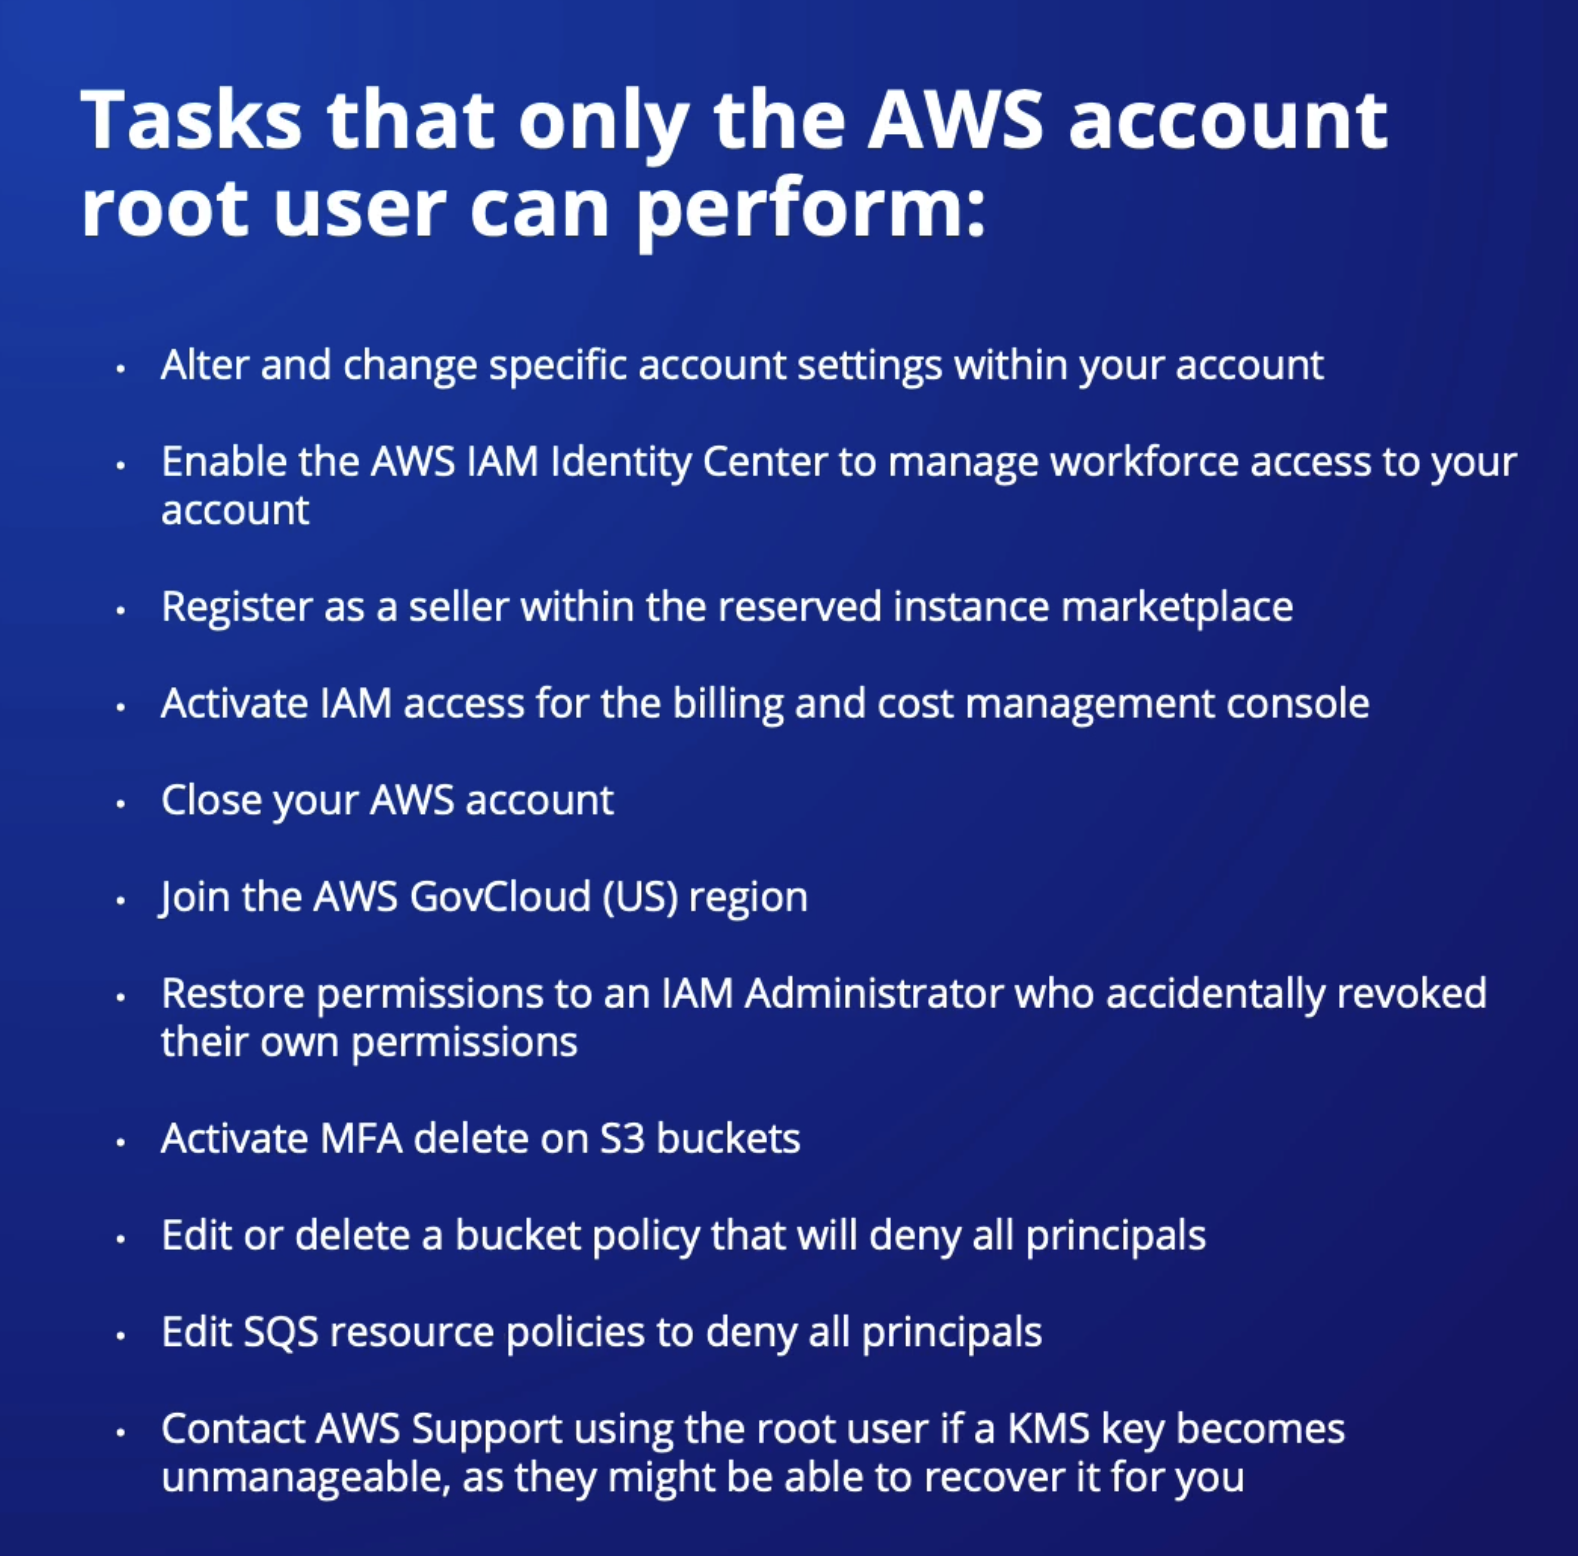 Tasks that only the AWS account
root user can perform:
• Alter and change specific account settings within your account
• Enable the AWS IAM Identity Center to manage workforce access to your
account
• Register as a seller within the reserved instance marketplace
• Activate IAM access for the billing and cost management console
• Close your AWS account
• Join the AWS GovCloud (US) region
• Restore permissions to an IAM Administrator who accidentally revoked
their own permissions
• Activate MFA delete on S3 buckets
• Edit or delete a bucket policy that will deny all principals
• Edit SQS resource policies to deny all principals
• Contact AWS Support using the root user if a KMS key becomes
unmanageable, as they might be able to recover it for you